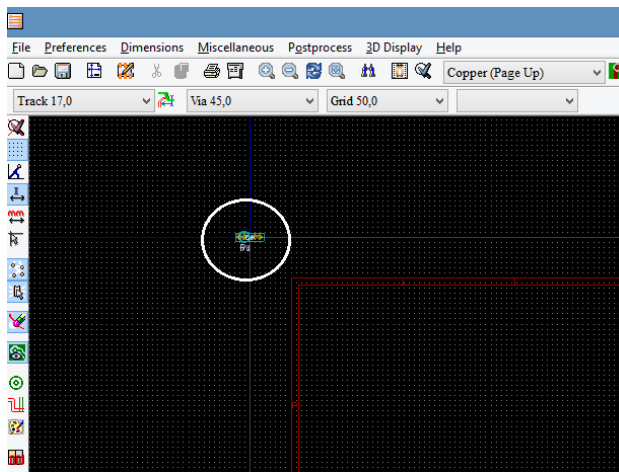 File Preferences Dimensions Miscellaneous Postprocess 3D Display Help
Copper (Page Up)
Track 17,0 Via 45,0 Grid 50,0